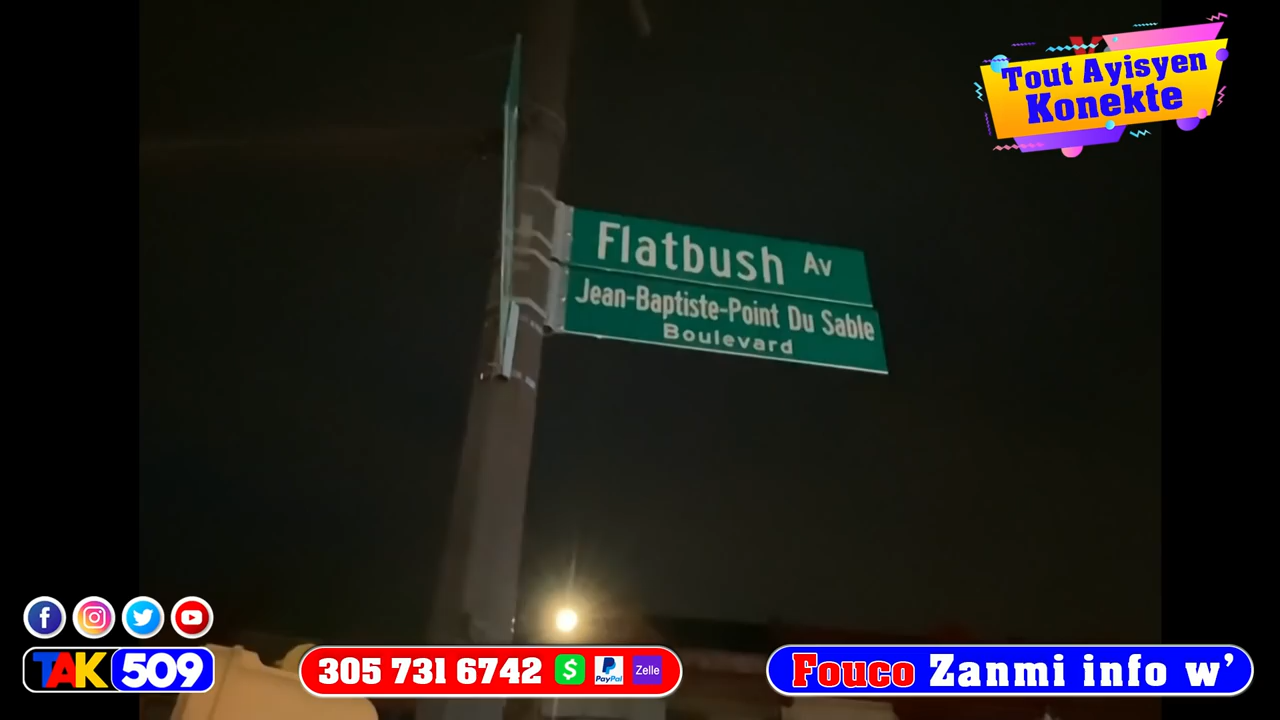 Tout Ayisyen
Konekte
Flatbush Av
Jean-Baptiste-Point Du Sable
Boulevard
TAK 509
305 731 6742
$
PayPal
Zelle
Fouco Zanmi info w’